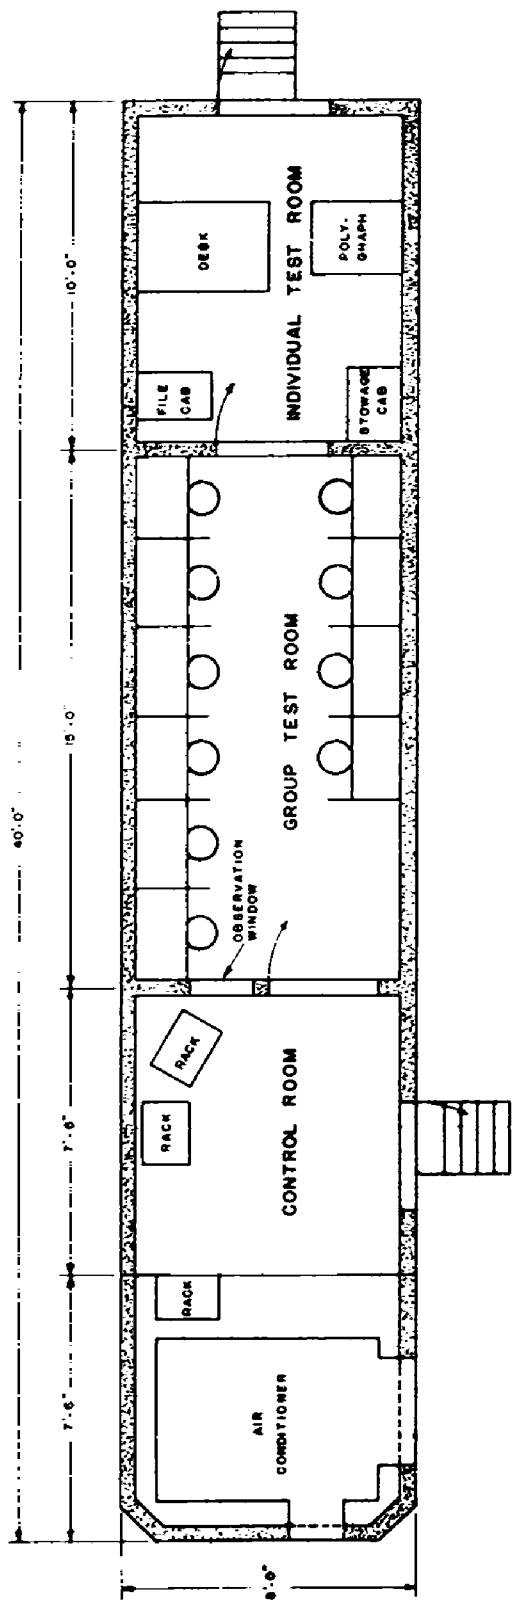 40'-0"
7'-6"
7'-6"
15'-0"
10'-0"
8'-0"
AIR
CONDITIONER
RACK
RACK
RACK
CONTROL ROOM
OBSERVATION
WINDOW
GROUP TEST ROOM
FILE
CAB
DESK
INDIVIDUAL TEST ROOM
STOWAGE
CAB
POLY-
GRAPH